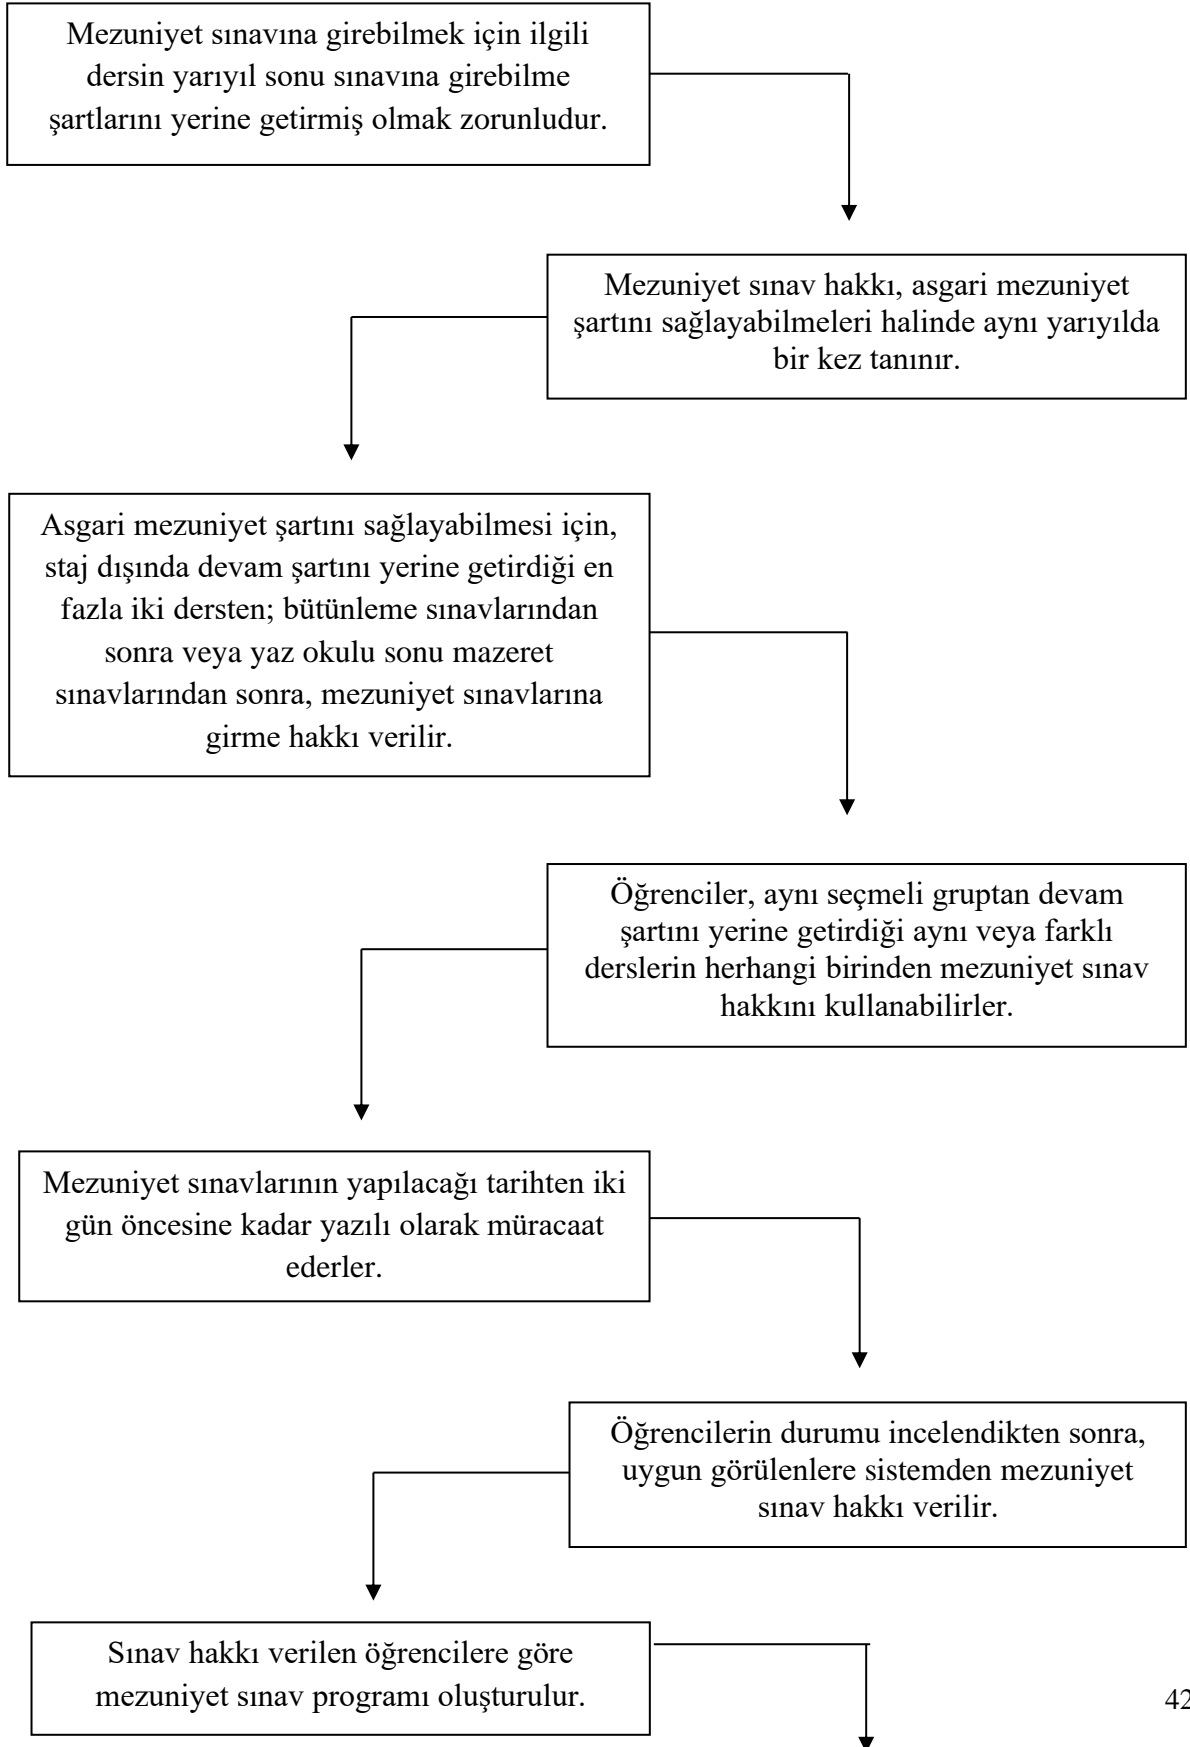 Mezuniyet sınavına girebilmek için ilgili
dersin yarıyıl sonu sınavına girebilme
şartlarını yerine getirmiş olmak zorunludur.
Mezuniyet sınav hakkı, asgari mezuniyet
şartını sağlayabilmeleri halinde aynı yarıyılda
bir kez tanınır.
Asgari mezuniyet şartını sağlayabilmesi için,
staj dışında devam şartını yerine getirdiği en
fazla iki dersten; bütünleme sınavlarından
sonra veya yaz okulu sonu mazeret
sınavlarından sonra, mezuniyet sınavlarına
girme hakkı verilir.
Öğrenciler, aynı seçmeli gruptan devam
şartını yerine getirdiği aynı veya farklı
derslerin herhangi birinden mezuniyet sınav
hakkını kullanabilirler.
Mezuniyet sınavlarının yapılacağı tarihten iki
gün öncesine kadar yazılı olarak müracaat
ederler.
Öğrencilerin durumu incelendikten sonra,
uygun görülenlere sistemden mezuniyet
sınav hakkı verilir.
Sınav hakkı verilen öğrencilere göre
mezuniyet sınav programı oluşturulur.
42